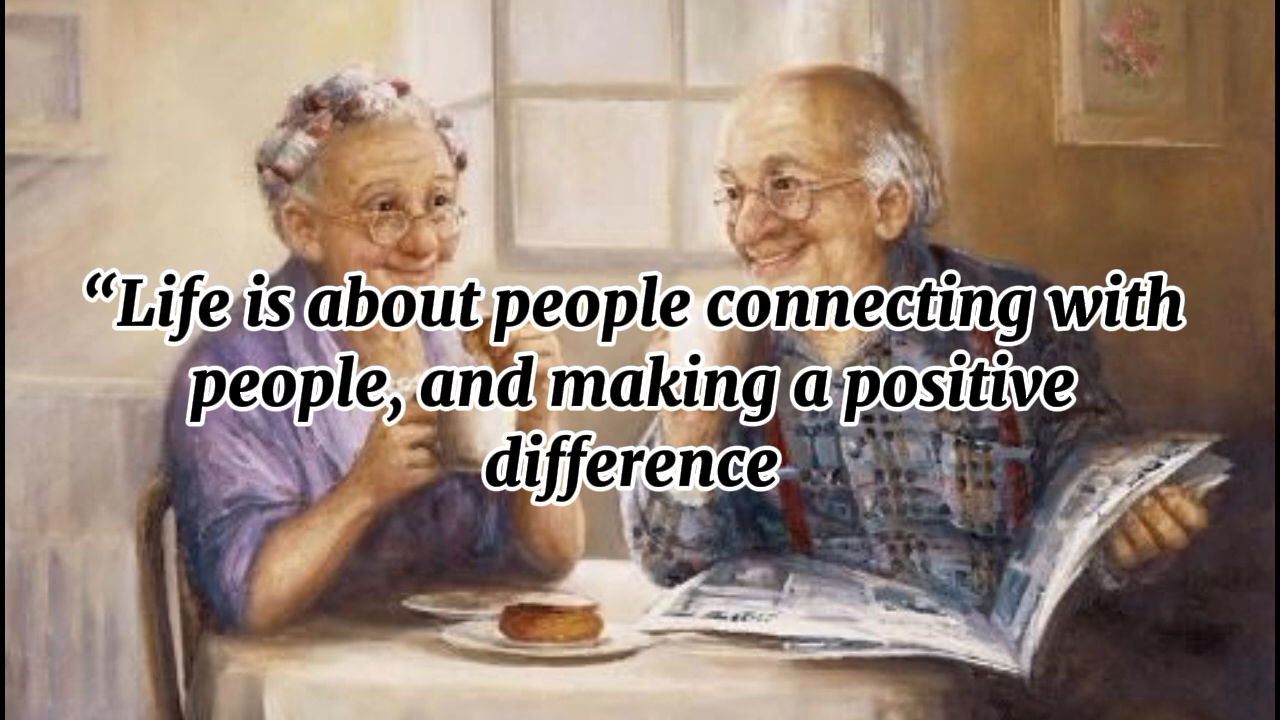 “Life is about people connecting with
people, and making a positive
difference